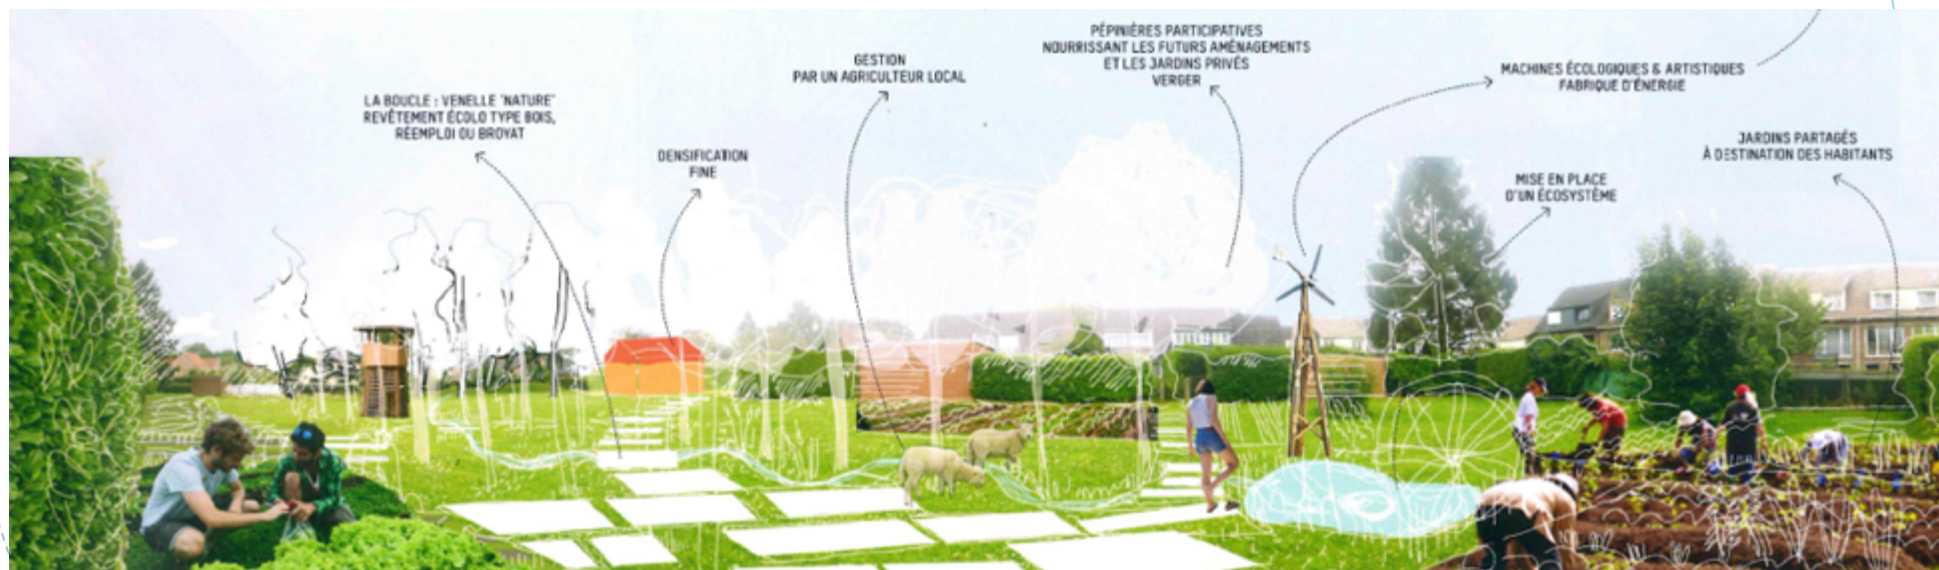 LA BOUCLE : VENELLE "NATURE"
REVÊTEMENT ÉCOLO TYPE BOIS,
RÉEMPLOI OU BROYAT
DENSIFICATION
FINE
GESTION
PAR UN AGRICULTEUR LOCAL
PÉPINIÈRES PARTICIPATIVES
NOURRISSANT LES FUTURS AMÉNAGEMENTS
ET LES JARDINS PRIVÉS
VERGER
MACHINES ÉCOLOGIQUES & ARTISTIQUES
FABRIQUE D'ÉNERGIE
MISE EN PLACE
D'UN ÉCOSYSTÈME
JARDINS PARTAGÉS
À DESTINATION DES HABITANTS